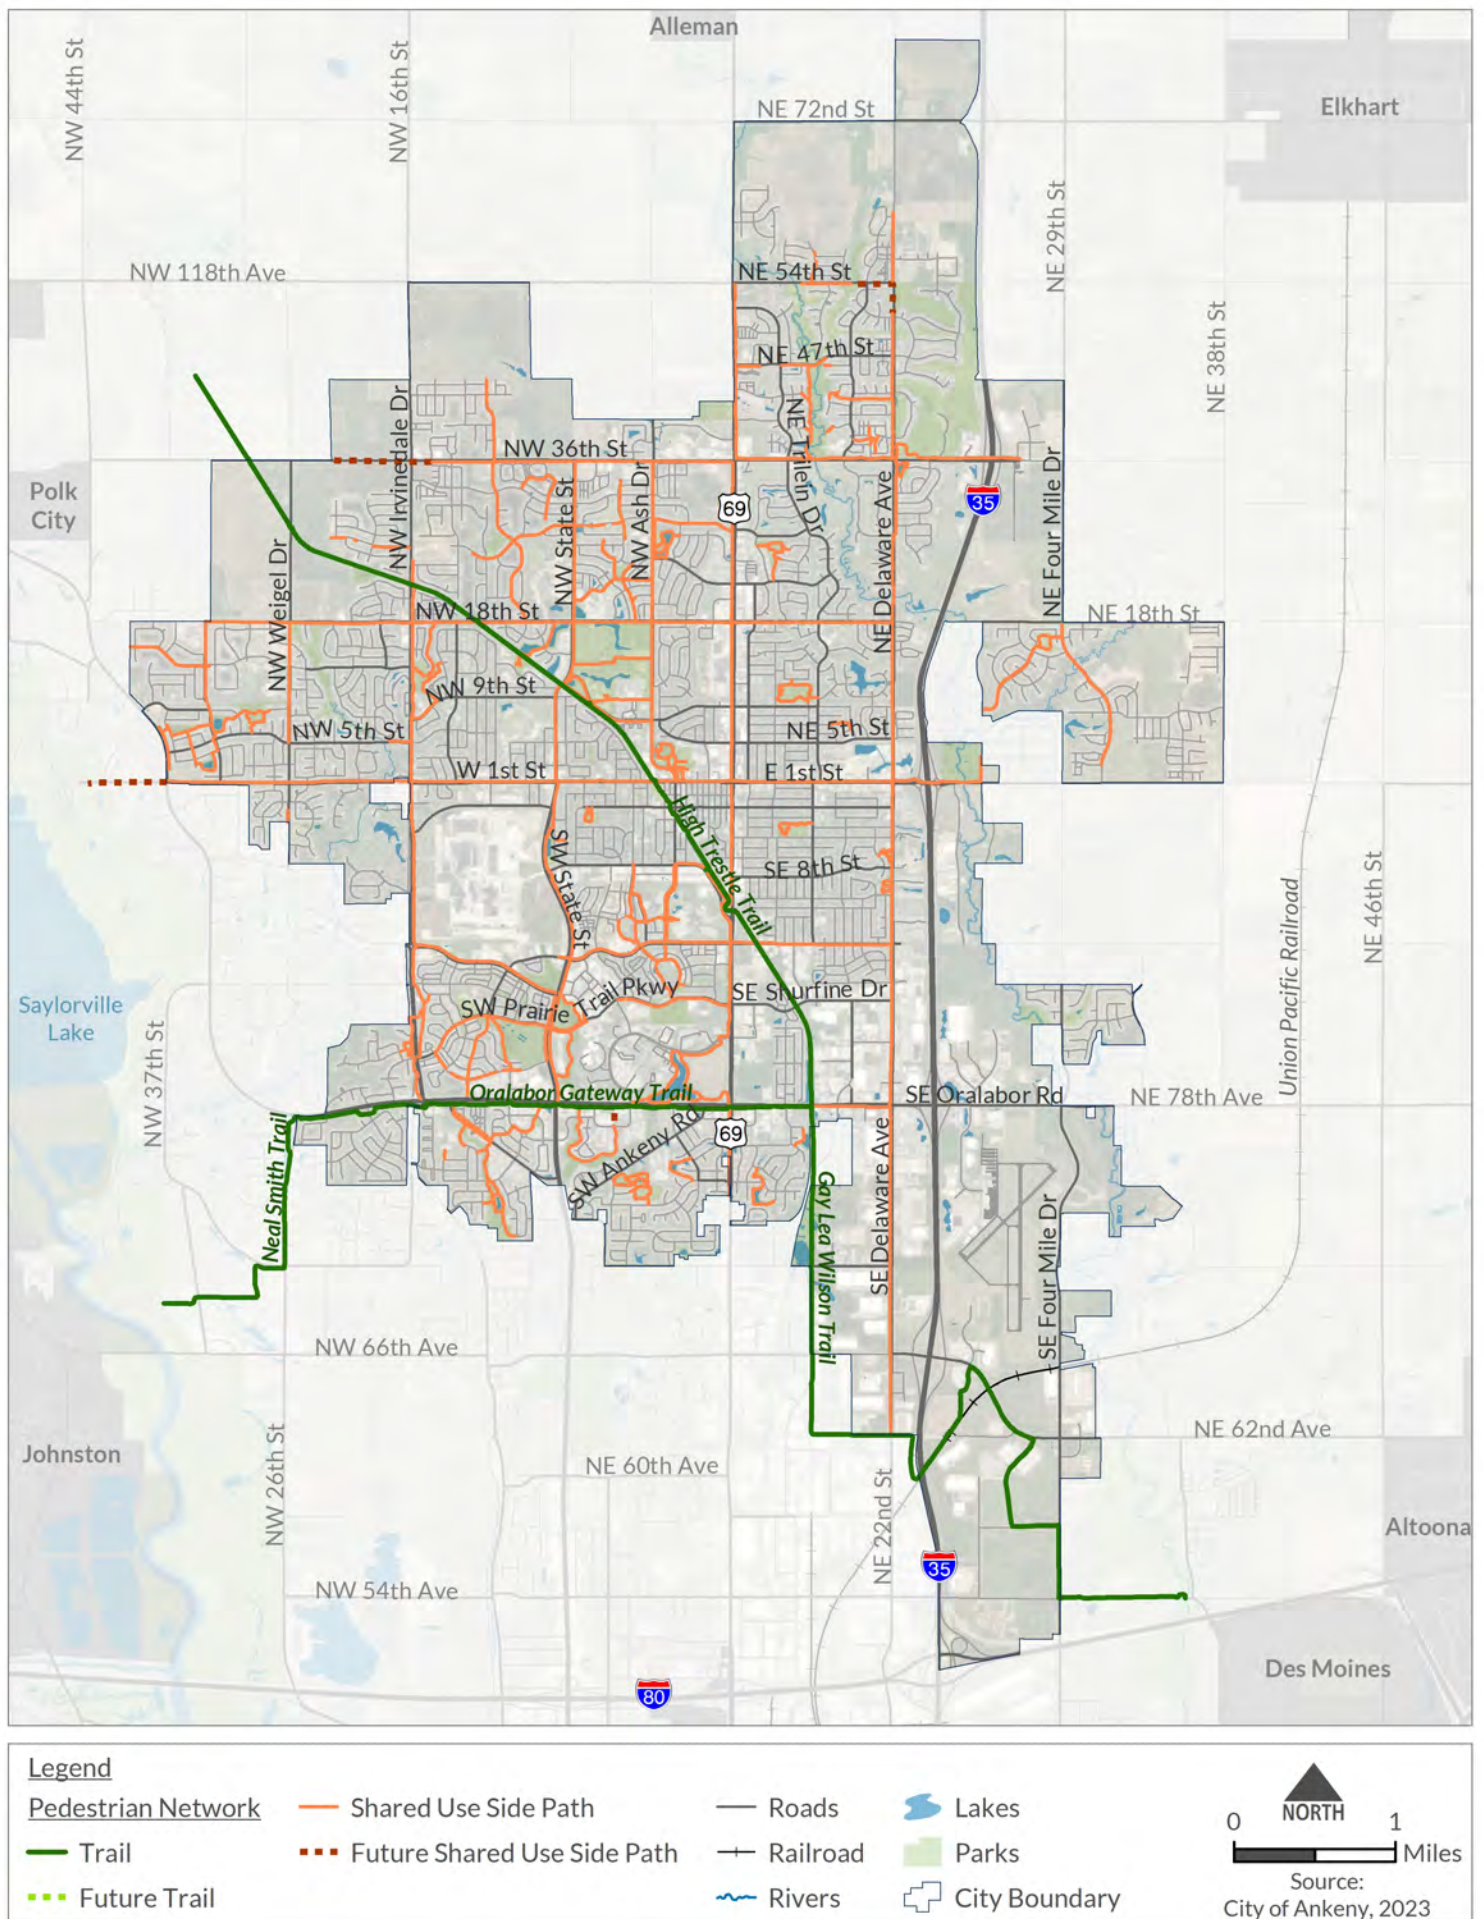 Alleman
NW 44th St
NW 16th St
NE 72nd St
Elkhart
NE 29th St
NW 118th Ave
NE 54th St
NE 38th St
NE 47th St
NW Irvinedale Dr
NE Trilein Dr
NW 36th St
Polk
City
NW State St
NW Ash Dr
69
NE Delaware Ave
35
NE Four Mile Dr
NW Weigel Dr
NW 18th St
NE 18th St
NW 9th St
NW 5th St
NE 5th St
W 1st St
E 1st St
High Trestle Trail
SW State St
SE 8th St
NE 46th St
Union Pacific Railroad
Saylorville
Lake
SW Prairie Trail Pkwy
SE Shurfine Dr
NW 37th St
Oralabor Gateway Trail
SE Oralabor Rd
NE 78th Ave
69
SW Ankeny Rd
Neal Smith Trail
Gay Lea Wilson Trail
SE Delaware Ave
SE Four Mile Dr
NW 66th Ave
Johnston
NW 26th St
NE 60th Ave
NE 22nd St
NE 62nd Ave
Altoona
35
NW 54th Ave
Des Moines
80
Legend
Pedestrian Network
Trail
Future Trail
Shared Use Side Path
Future Shared Use Side Path
Roads
Railroad
Rivers
Lakes
Parks
City Boundary
NORTH
0 1
Miles
Source:
City of Ankeny, 2023